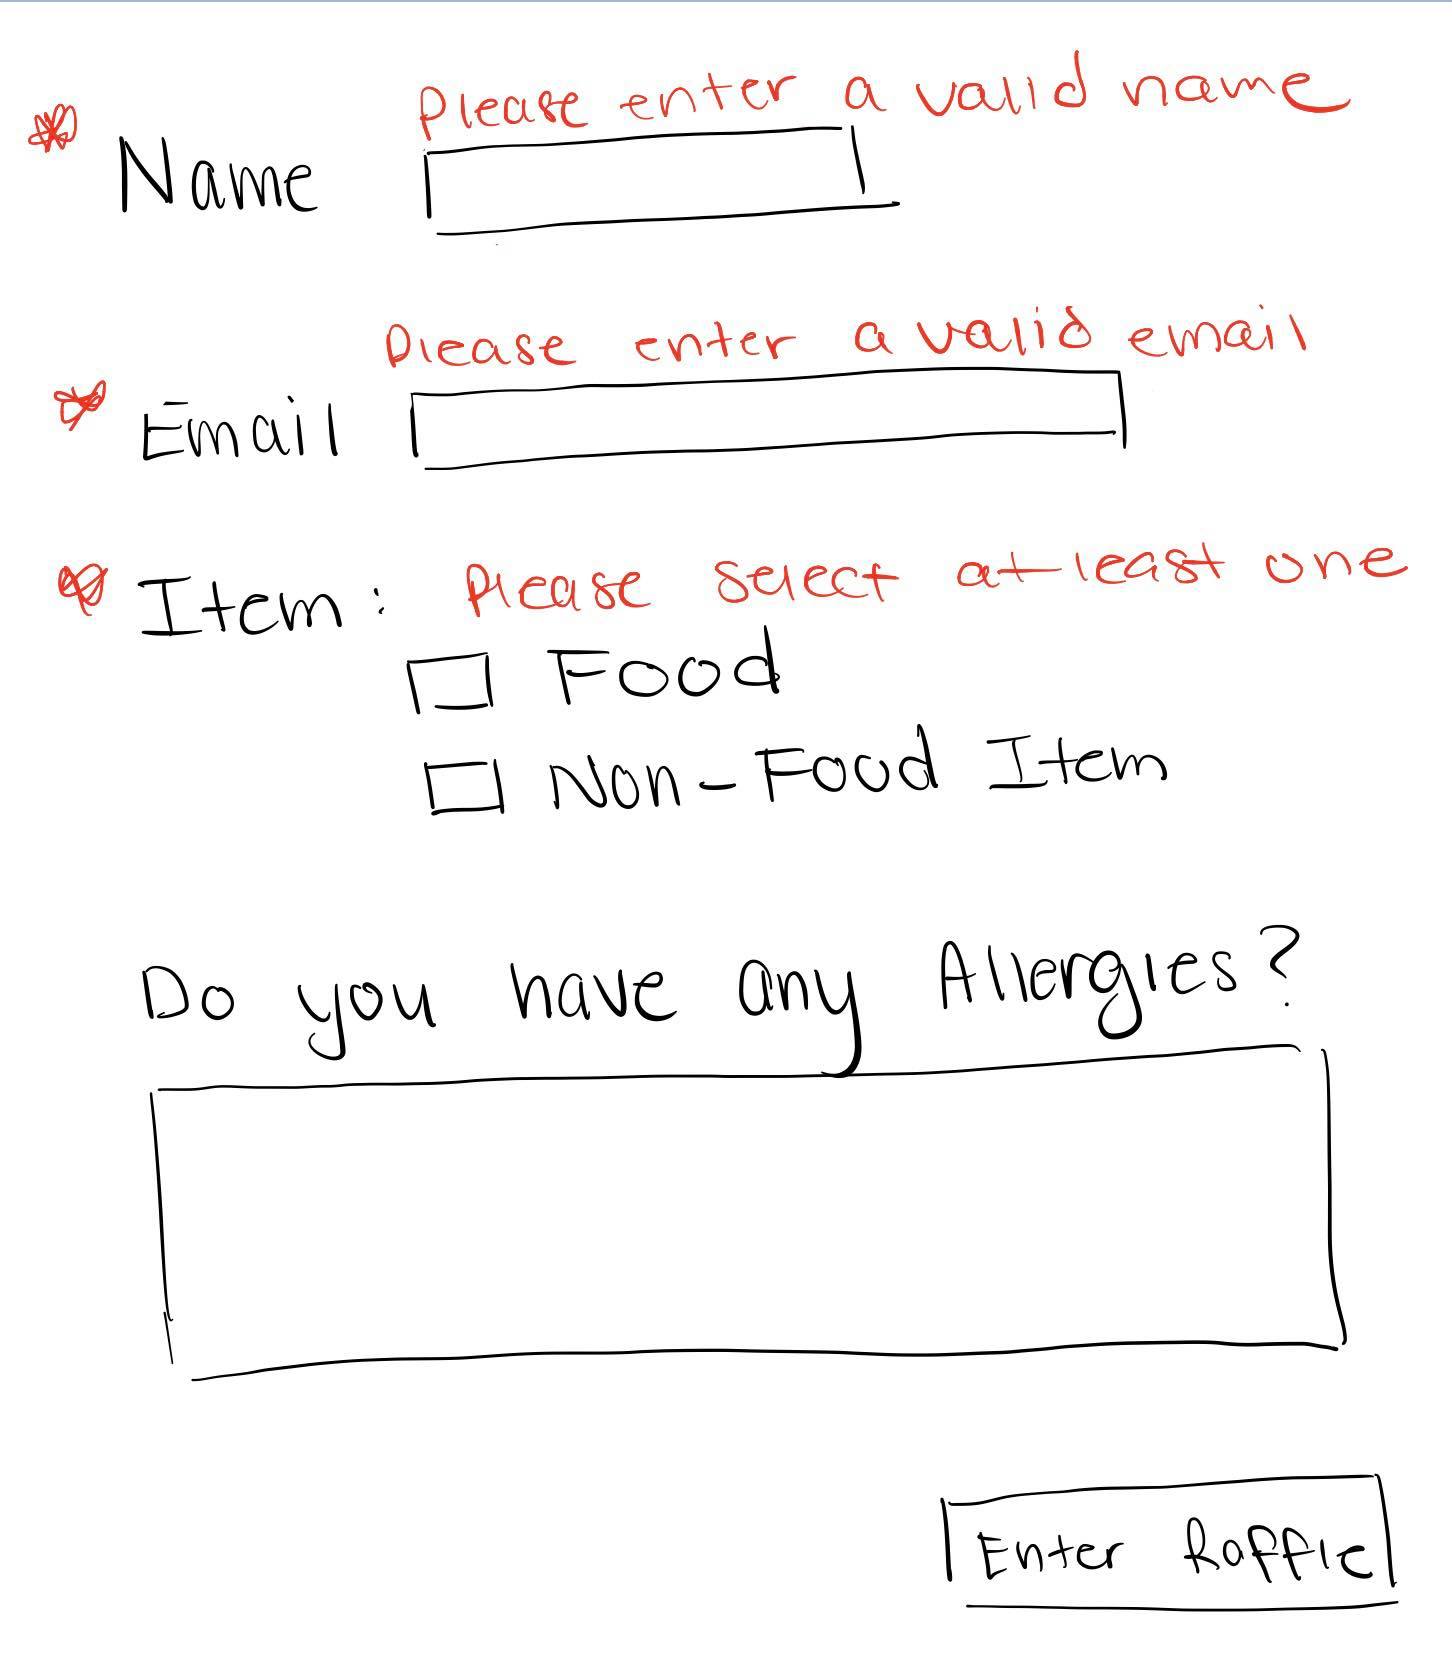 Please enter a valid name
* Name
Please enter a valid email
* Email
* Item: Please select at least one
Food
Non-Food Item
Do you have any Allergies?
Enter Raffle